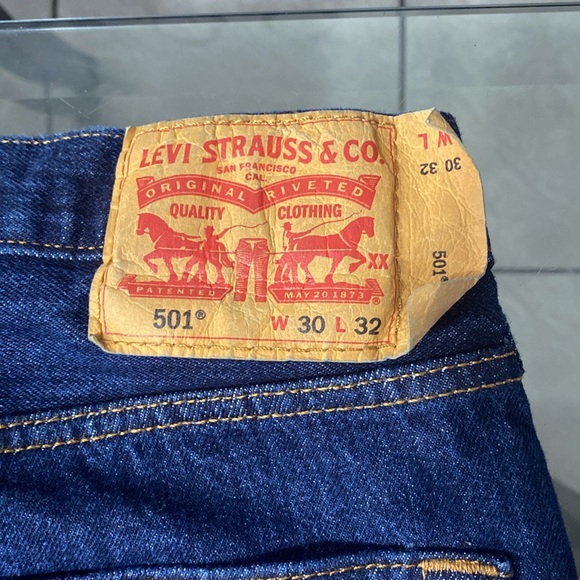 LEVI STRAUSS & CO.
SAN FRANCISCO
CAL.
ORIGINAL RIVETED
QUALITY CLOTHING
XX
PATENTED MAY 20 1873
501® W 30 L 32
W L
30 32
501®